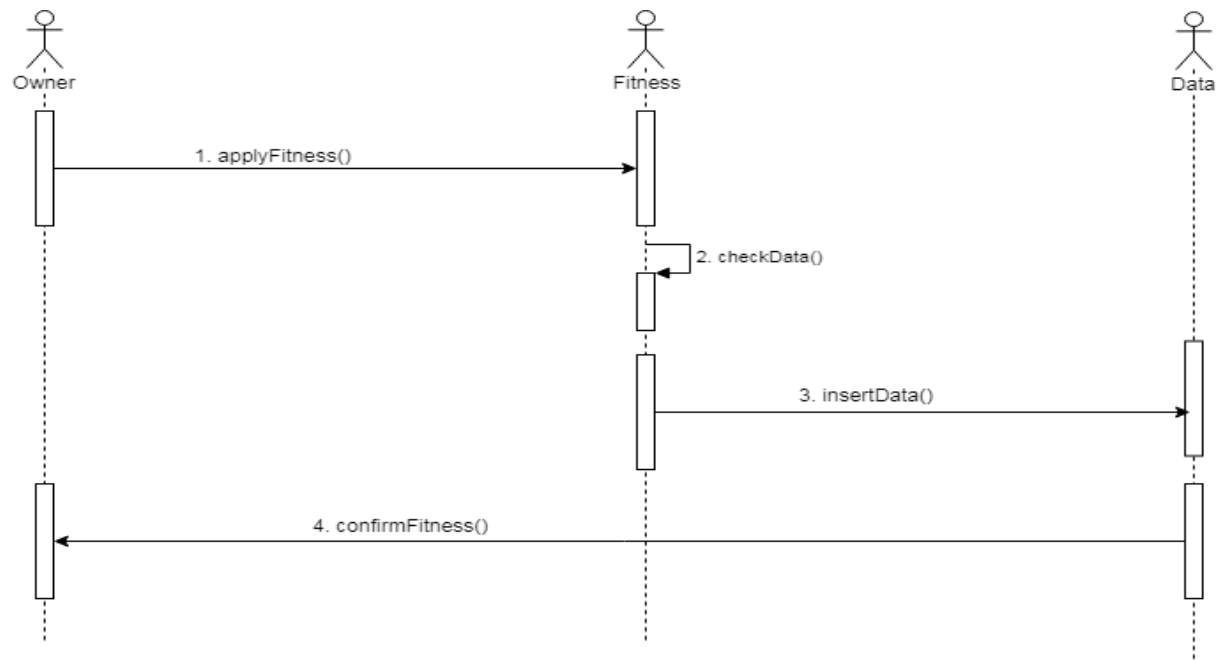 Owner
Fitness
Data
1. applyFitness()
2. checkData()
3. insertData()
4. confirmFitness()